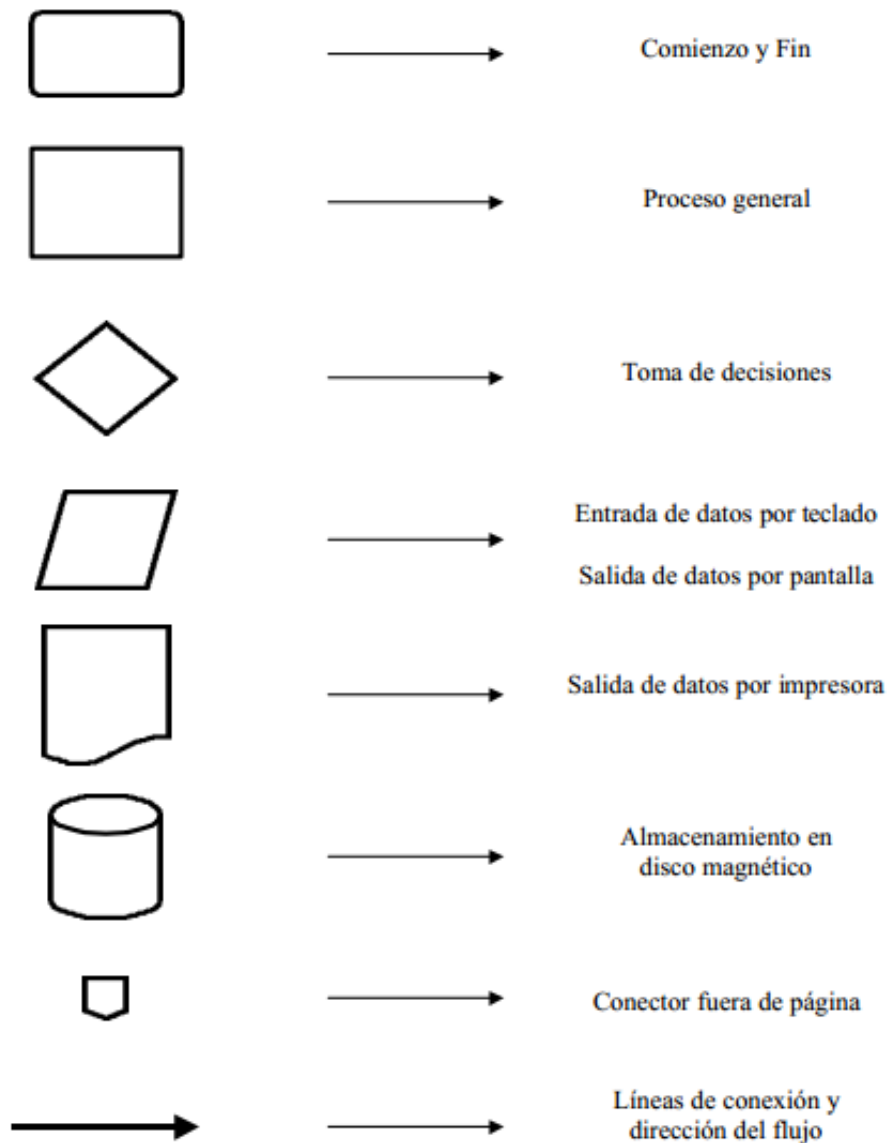 Comienzo y Fin
Proceso general
Toma de decisiones
Entrada de datos por teclado
Salida de datos por pantalla
Salida de datos por impresora
Almacenamiento en
disco magnético
Conector fuera de página
Líneas de conexión y
dirección del flujo